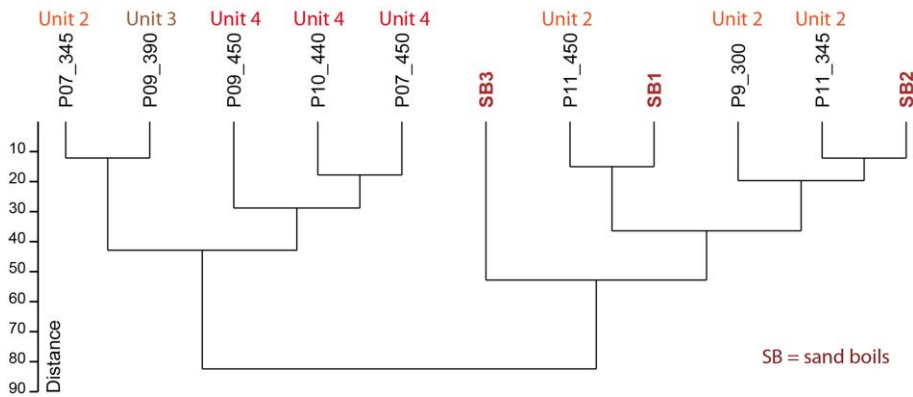 Unit 2 Unit 3 Unit 4 Unit 4 Unit 4 Unit 2 Unit 2 Unit 2
P07_345
P09_390
P09_450
P10_440
P07_450
SB3
P11_450
SB1
P9_300
P11_345
SB2
10
20
30
40
50
60
70
80
90
Distance
SB = sand boils